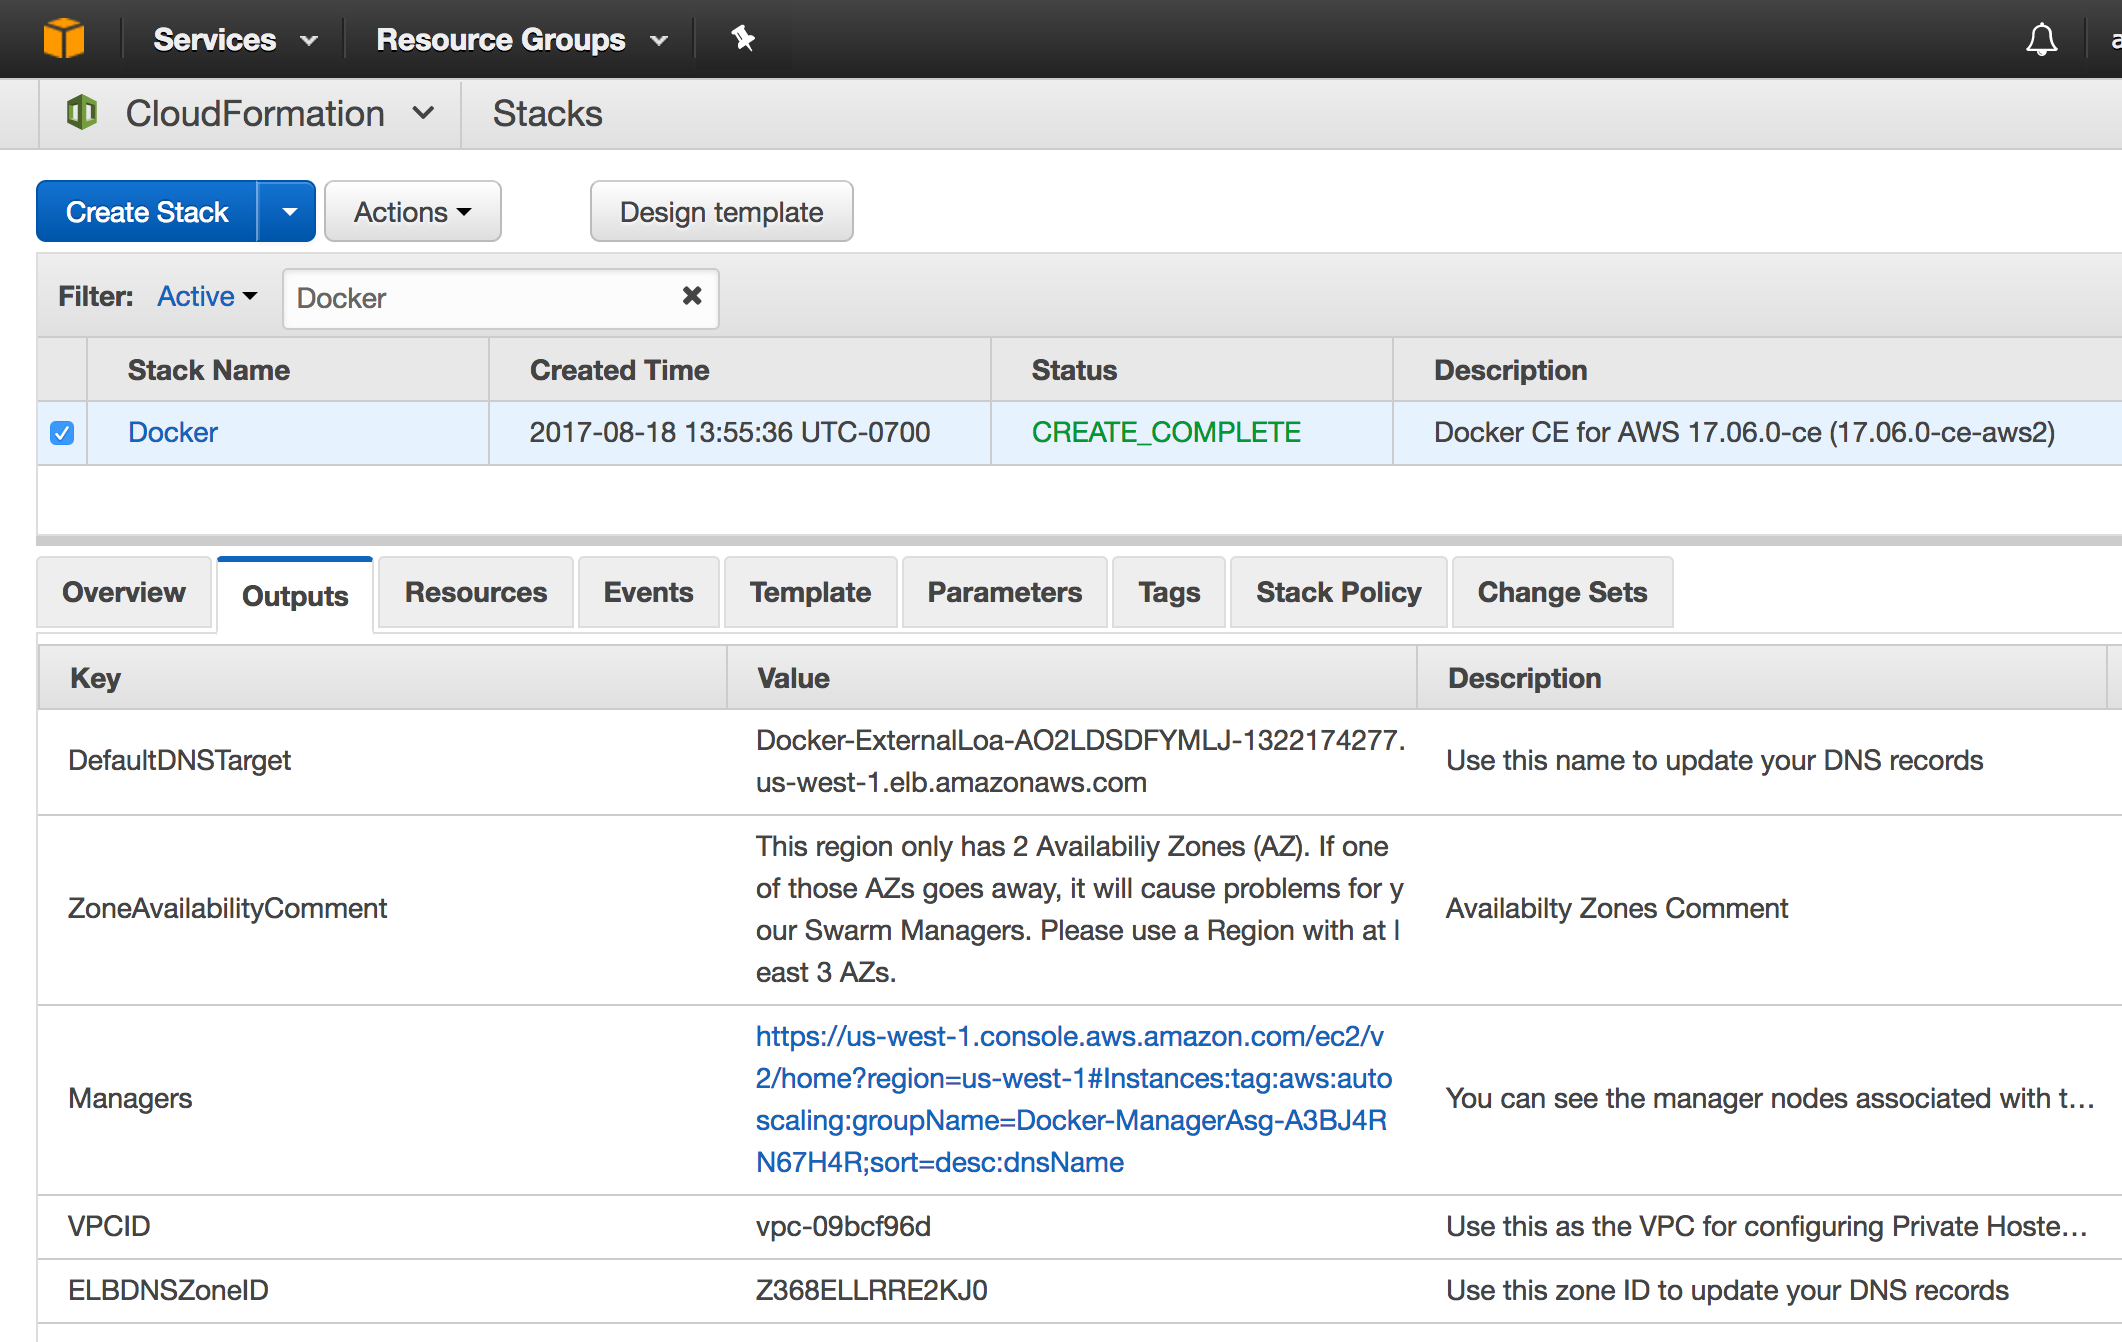 Services
Resource Groups
CloudFormation
Stacks
Create Stack
Actions
Design template
Filter:
Active
Docker
Stack Name
Created Time
Status
Description
Docker
2017-08-18 13:55:36 UTC-0700
CREATE_COMPLETE
Docker CE for AWS 17.06.0-ce (17.06.0-ce-aws2)
Overview
Outputs
Resources
Events
Template
Parameters
Tags
Stack Policy
Change Sets
Key
Value
Description
DefaultDNSTarget
Docker-ExternalLoa-AO2LDSDFYMLJ-1322174277.
us-west-1.elb.amazonaws.com
Use this name to update your DNS records
ZoneAvailabilityComment
This region only has 2 Availabiliy Zones (AZ). If one
of those AZs goes away, it will cause problems for y
our Swarm Managers. Please use a Region with at l
east 3 AZs.
Availabilty Zones Comment
Managers
https://us-west-1.console.aws.amazon.com/ec2/v
2/home?region=us-west-1#Instances:tag:aws:auto
scaling:groupName=Docker-ManagerAsg-A3BJ4R
N67H4R;sort=desc:dnsName
You can see the manager nodes associated with t…
VPCID
vpc-09bcf96d
Use this as the VPC for configuring Private Hoste…
ELBDNSZoneID
Z368ELLRRE2KJ0
Use this zone ID to update your DNS records